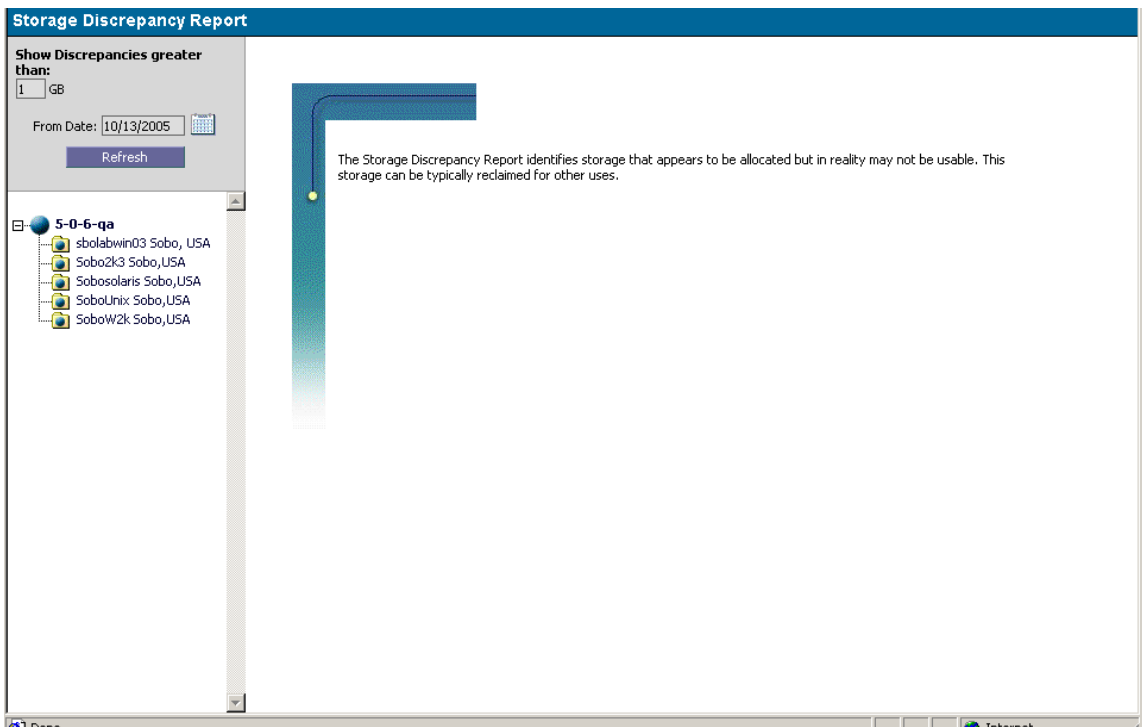 Storage Discrepancy Report
Show Discrepancies greater
than:
1 GB
From Date: 10/13/2005
Refresh
5-0-6-qa
sbolabwin03 Sobo, USA
Sobo2k3 Sobo,USA
Sobosolaris Sobo,USA
SoboUnix Sobo,USA
SoboW2k Sobo,USA
The Storage Discrepancy Report identifies storage that appears to be allocated but in reality may not be usable. This
storage can be typically reclaimed for other uses.
Done
Internet